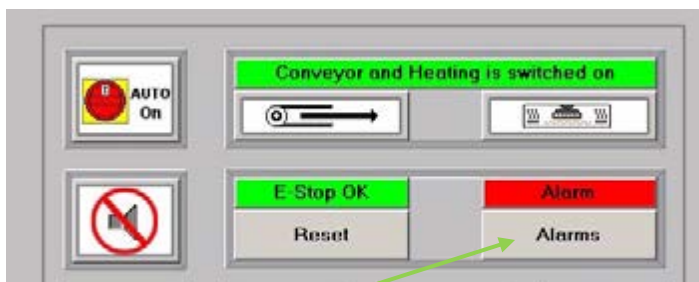 Conveyor and Heating is switched on
AUTO
On
E-Stop OK
Alarm
Reset
Alarms